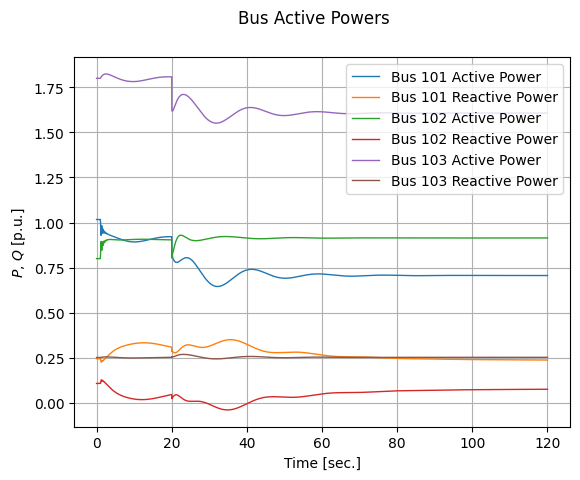 Bus Active Powers
Bus 101 Active Power
Bus 101 Reactive Power
Bus 102 Active Power
Bus 102 Reactive Power
Bus 103 Active Power
Bus 103 Reactive Power
P, Q [p.u.]
1.75
1.50
1.25
1.00
0.75
0.50
0.25
0.00
0 20 40 60 80 100 120
Time [sec.]